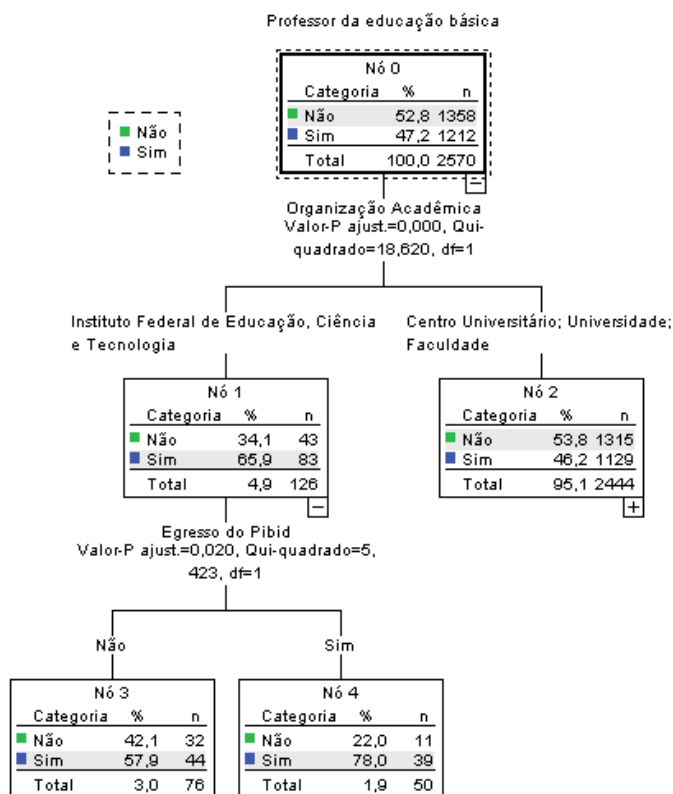 Professor da educação básica
Não
Sim
Nó 0
Categoria % n
Não 52,8 1358
Sim 47,2 1212
Total 100,0 2570
Organização Acadêmica
Valor-P ajust.=0,000, Qui-
quadrado=18,620, df=1
Instituto Federal de Educação, Ciência
e Tecnologia
Centro Universitário; Universidade;
Faculdade
Nó 1
Categoria % n
Não 34,1 43
Sim 65,9 83
Total 4,9 126
Nó 2
Categoria % n
Não 53,8 1315
Sim 46,2 1129
Total 95,1 2444
Egresso do Pibid
Valor-P ajust.=0,020, Qui-quadrado=5,
423, df=1
Não
Sim
Nó 3
Categoria % n
Não 42,1 32
Sim 57,9 44
Total 3,0 76
Nó 4
Categoria % n
Não 22,0 11
Sim 78,0 39
Total 1,9 50